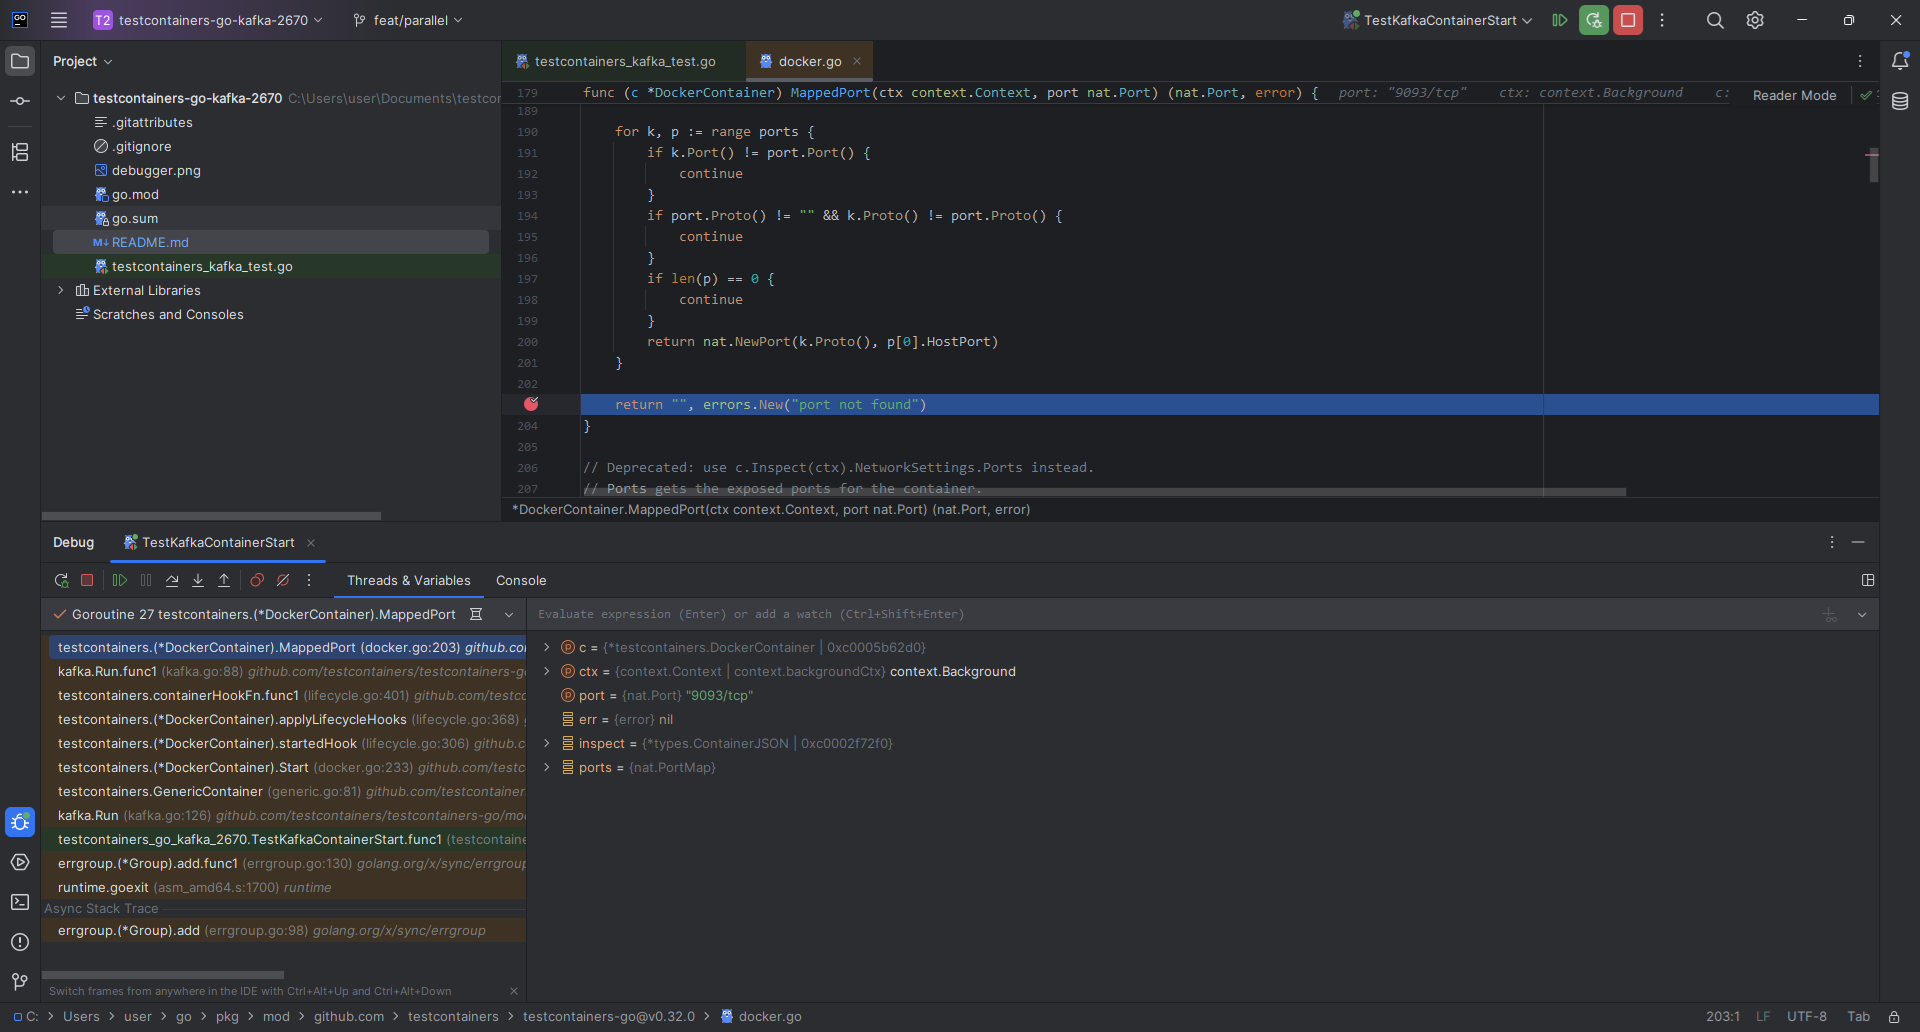 GO T2 testcontainers-go-kafka-2670 feat/parallel TestKafkaContainerStart
Project
testcontainers-go-kafka-2670 C:\Users\user\Documents\testcor
.gitattributes
.gitignore
debugger.png
go.mod
go.sum
M↓ README.md
testcontainers_kafka_test.go
External Libraries
Scratches and Consoles
testcontainers_kafka_test.go docker.go
179 func (c *DockerContainer) MappedPort(ctx context.Context, port nat.Port) (nat.Port, error) { port: "9093/tcp" ctx: context.Background c: Reader Mode
189
190 for k, p := range ports {
191 if k.Port() != port.Port() {
192 continue
193 }
194 if port.Proto() != "" && k.Proto() != port.Proto() {
195 continue
196 }
197 if len(p) == 0 {
198 continue
199 }
200 return nat.NewPort(k.Proto(), p[0].HostPort)
201 }
202
return "", errors.New("port not found")
204 }
205
206 // Deprecated: use c.Inspect(ctx).NetworkSettings.Ports instead.
207 // Ports gets the exposed ports for the container.
*DockerContainer.MappedPort(ctx context.Context, port nat.Port) (nat.Port, error)
Debug TestKafkaContainerStart
Threads & Variables Console
Goroutine 27 testcontainers.(*DockerContainer).MappedPort
testcontainers.(*DockerContainer).MappedPort (docker.go:203) github.co
kafka.Run.func1 (kafka.go:88) github.com/testcontainers/testcontainers-g
testcontainers.containerHookFn.func1 (lifecycle.go:401) github.com/testc
testcontainers.(*DockerContainer).applyLifecycleHooks (lifecycle.go:368) g
testcontainers.(*DockerContainer).startedHook (lifecycle.go:306) github.c
testcontainers.(*DockerContainer).Start (docker.go:233) github.com/testc
testcontainers.GenericContainer (generic.go:81) github.com/testcontainer
kafka.Run (kafka.go:126) github.com/testcontainers/testcontainers-go/mo
testcontainers_go_kafka_2670.TestKafkaContainerStart.func1 (testcontaine
errgroup.(*Group).add.func1 (errgroup.go:130) golang.org/x/sync/errgroup
runtime.goexit (asm_amd64.s:1700) runtime
Async Stack Trace
errgroup.(*Group).add (errgroup.go:98) golang.org/x/sync/errgroup
Switch frames from anywhere in the IDE with Ctrl+Alt+Up and Ctrl+Alt+Down
Evaluate expression (Enter) or add a watch (Ctrl+Shift+Enter)
c = {*testcontainers.DockerContainer | 0xc0005b62d0}
ctx = {context.Context | context.backgroundCtx} context.Background
port = {nat.Port} "9093/tcp"
err = {error} nil
inspect = {*types.ContainerJSON | 0xc0002f72f0}
ports = {nat.PortMap}
C: > Users > user > go > pkg > mod > github.com > testcontainers > testcontainers-go@v0.32.0 > docker.go 203:1 LF UTF-8 Tab